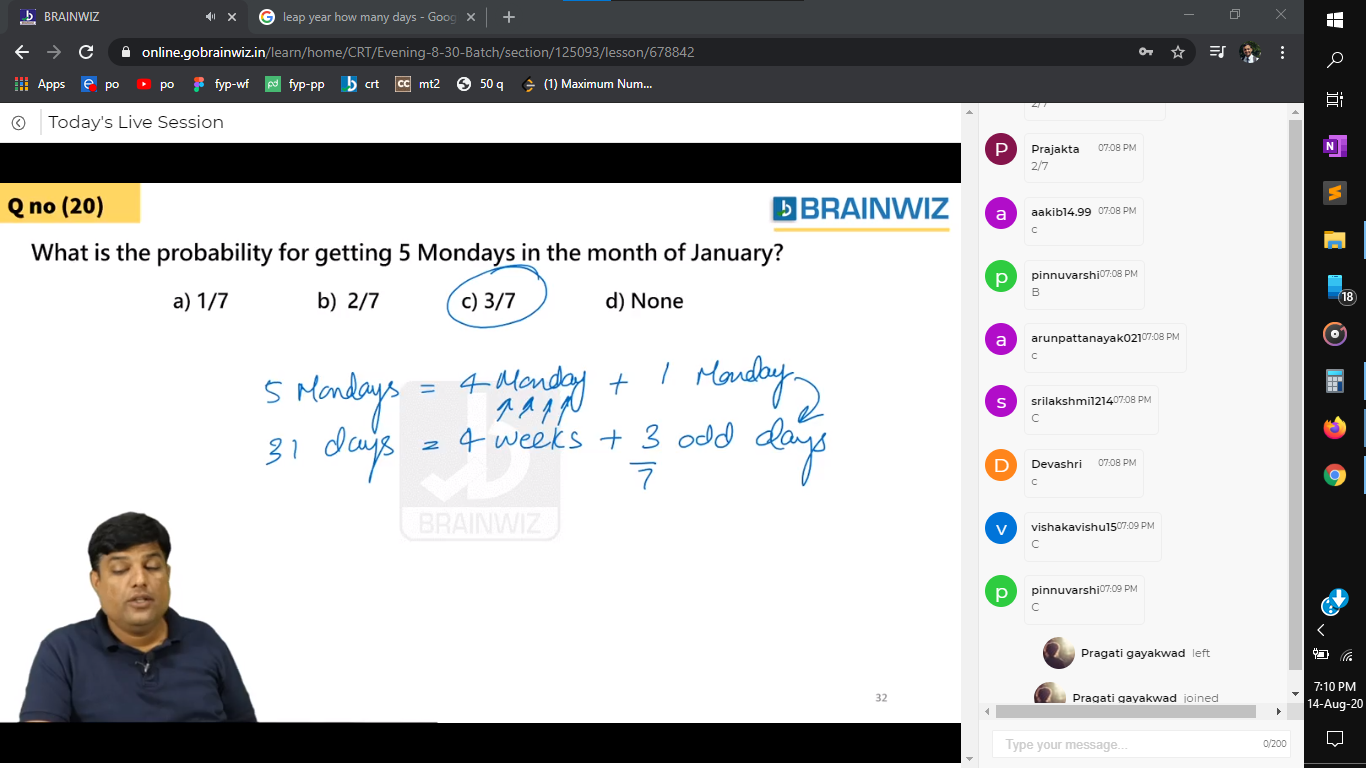 BRAINWIZ
leap year how many days - Goog
online.gobrainwiz.in/learn/home/CRT/Evening-8-30-Batch/section/125093/lesson/678842
Apps po po fyp-wf fyp-pp crt mt2 50 q (1) Maximum Num...
Today's Live Session
Q no (20)
BRAINWIZ
What is the probability for getting 5 Mondays in the month of January?
a) 1/7 b) 2/7 c) 3/7 d) None
5 Mondays = 4 Monday + 1 Monday
31 days = 4 weeks + 3 odd days
7
BRAINWIZ
32
2/7
P Prajakta 07:08 PM
2/7
a aakib14.99 07:08 PM
c
p pinnuvarshi 07:08 PM
B
a arunpattanayak021 07:08 PM
c
s srilakshmi1214 07:08 PM
C
D Devashri 07:08 PM
c
v vishakavishu15 07:09 PM
C
p pinnuvarshi 07:09 PM
C
Pragati gayakwad left
Pragati gayakwad joined
Type your message... 0/200
N
18
7:10 PM
14-Aug-20